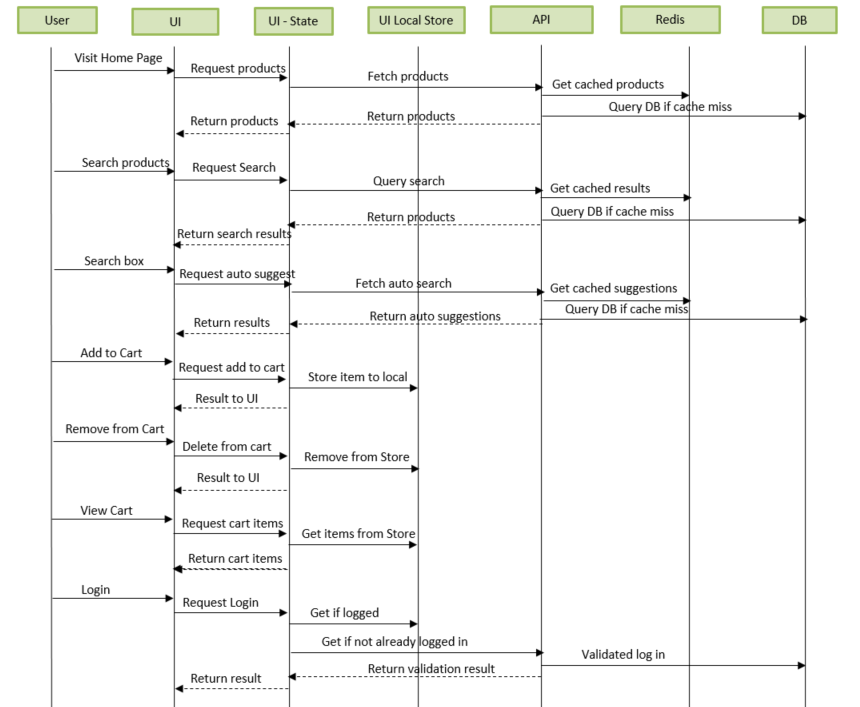 User
UI
UI - State
UI Local Store
API
Redis
DB
Visit Home Page
Request products
Fetch products
Get cached products
Query DB if cache miss
Return products
Return products
Search products
Request Search
Query search
Get cached results
Query DB if cache miss
Return products
Return search results
Search box
Request auto suggest
Fetch auto search
Get cached suggestions
Query DB if cache miss
Return auto suggestions
Return results
Add to Cart
Request add to cart
Store item to local
Result to UI
Remove from Cart
Delete from cart
Remove from Store
Result to UI
View Cart
Request cart items
Get items from Store
Return cart items
Login
Request Login
Get if logged
Get if not already logged in
Validated log in
Return validation result
Return result